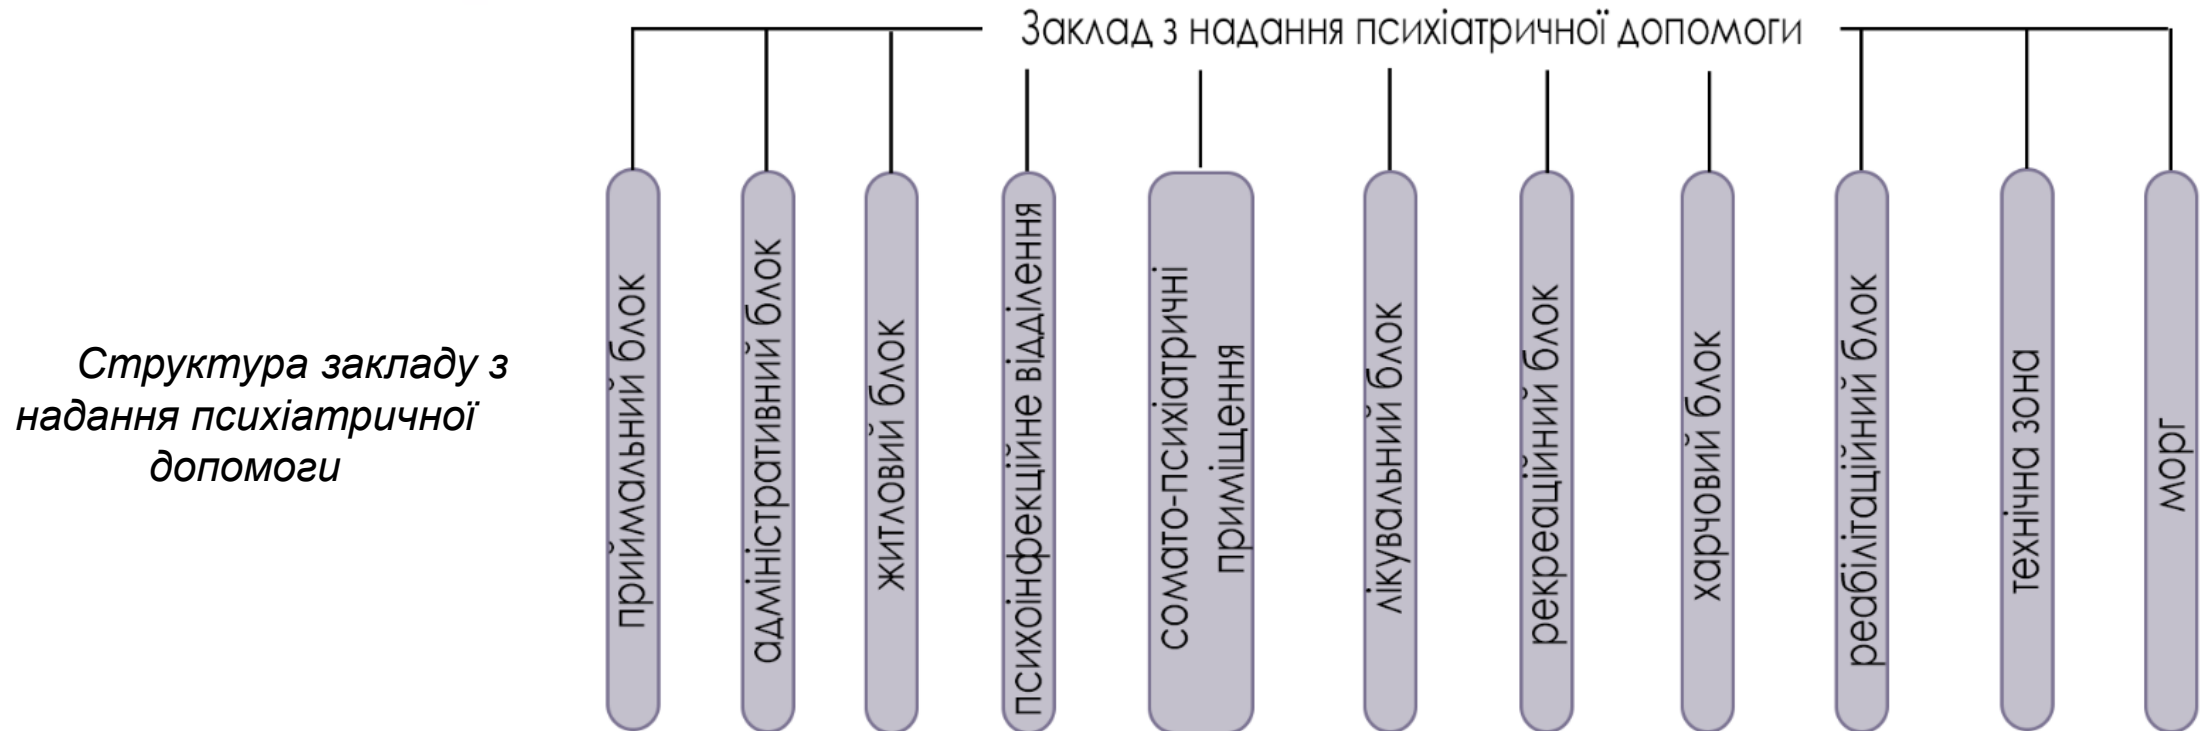 Заклад з надання психіатричної допомоги
Структура закладу з
надання психіатричної
допомоги
приймальний блок
адміністративний блок
житловий блок
психоінфекційне відділення
сомато-психіатричні
приміщення
лікувальний блок
рекреаційний блок
харчовий блок
реабілітаційний блок
технічна зона
морг